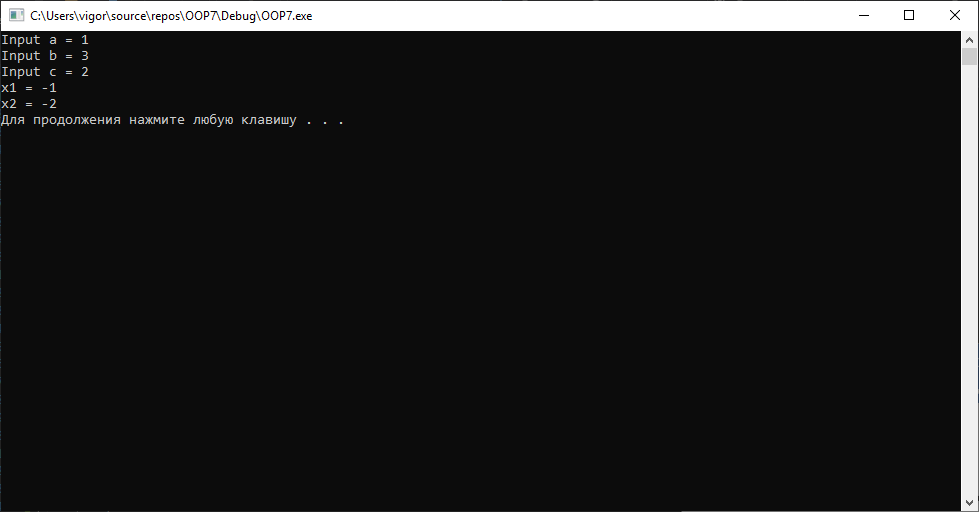 C:\Users\vigor\source\repos\OOP7\Debug\OOP7.exe
Input a = 1
Input b = 3
Input c = 2
x1 = -1
x2 = -2
Для продолжения нажмите любую клавишу . . .